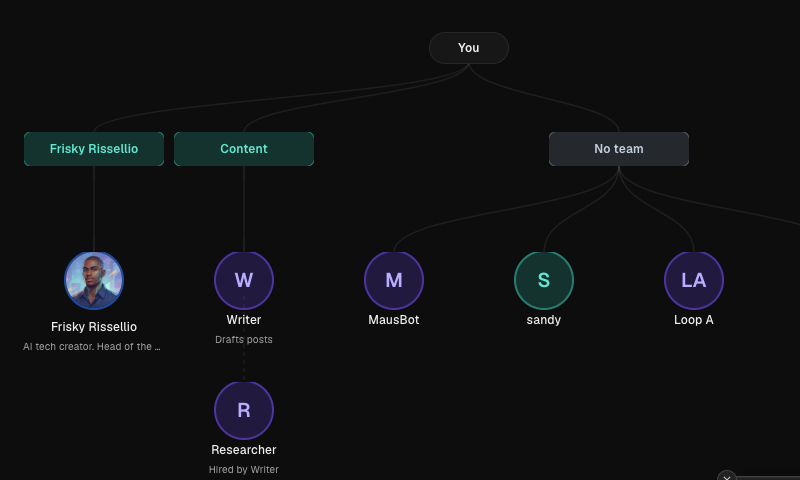 You
Frisky Rissellio
Content
No team
W
M
S
LA
Frisky Rissellio
Writer
MausBot
sandy
Loop A
AI tech creator. Head of the …
Drafts posts
R
Researcher
Hired by Writer